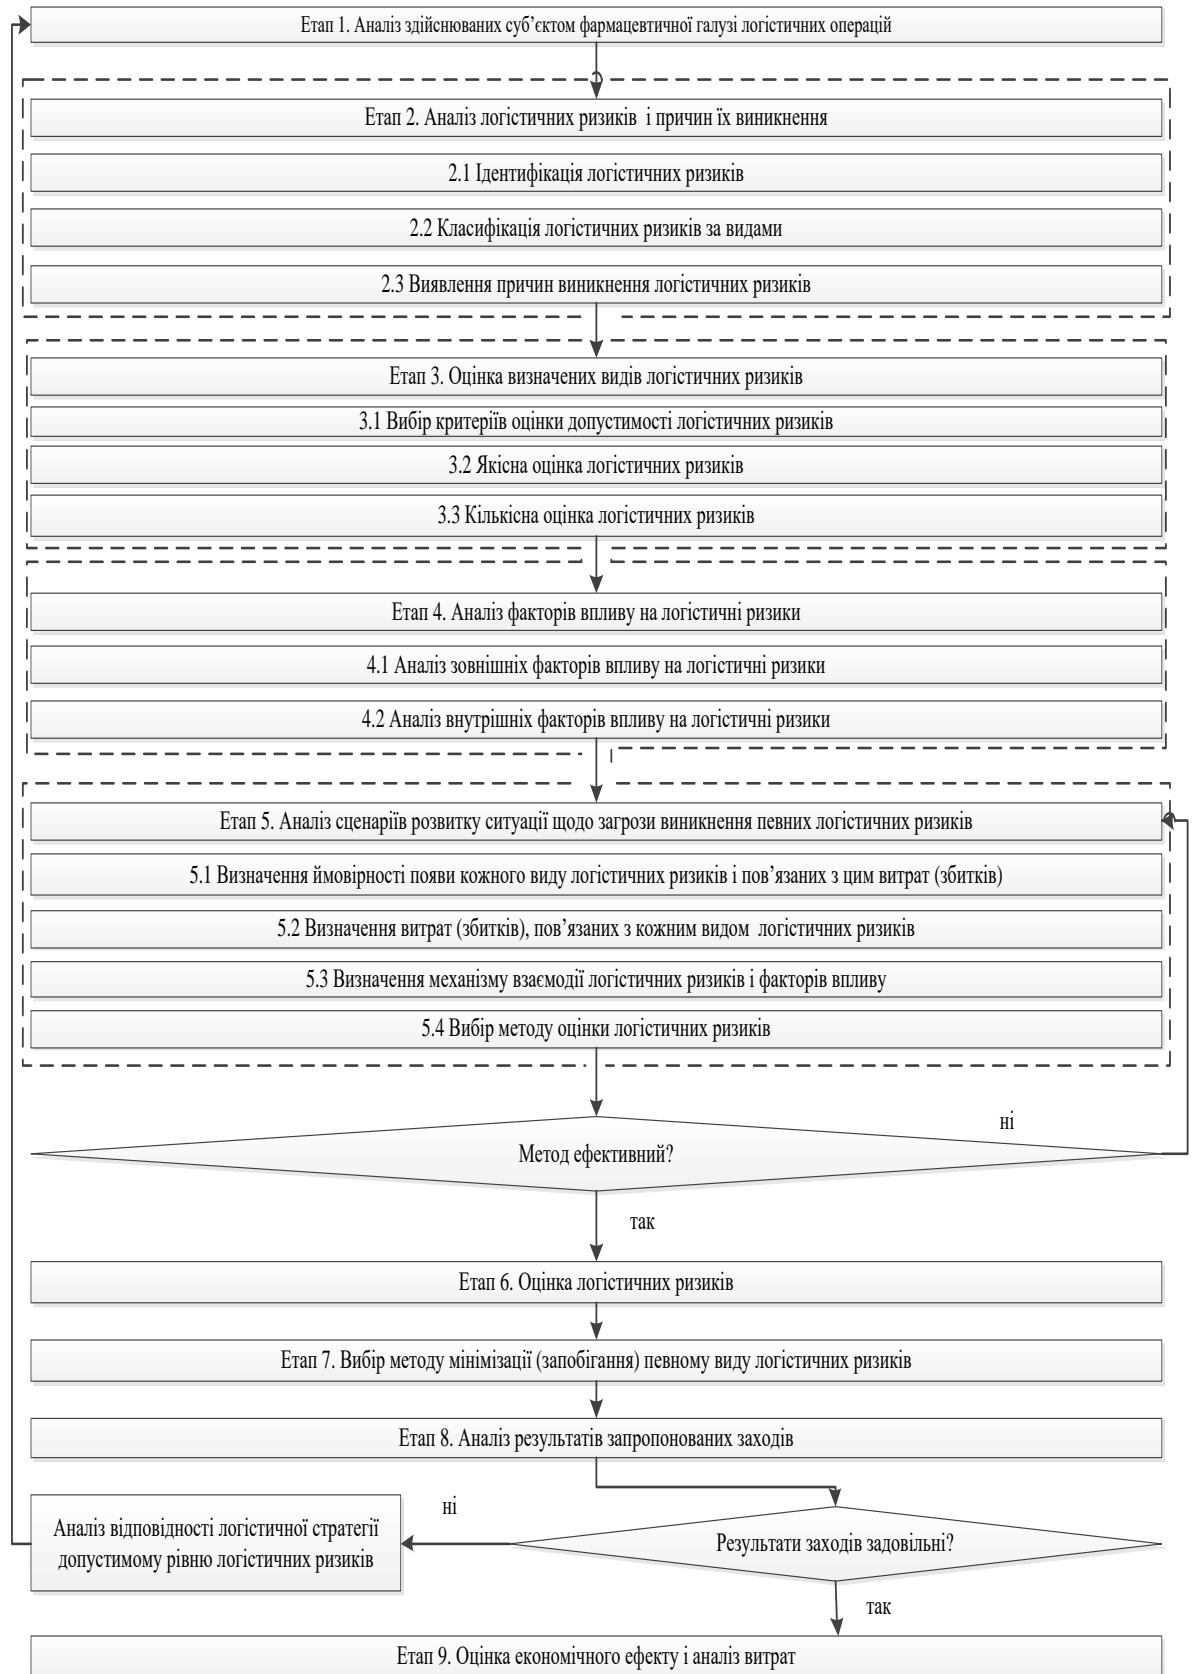 Етап 1. Аналіз здійснюваних суб’єктом фармацевтичної галузі логістичних операцій
Етап 2. Аналіз логістичних ризиків і причин їх виникнення
2.1 Ідентифікація логістичних ризиків
2.2 Класифікація логістичних ризиків за видами
2.3 Виявлення причин виникнення логістичних ризиків
Етап 3. Оцінка визначених видів логістичних ризиків
3.1 Вибір критеріїв оцінки допустимості логістичних ризиків
3.2 Якісна оцінка логістичних ризиків
3.3 Кількісна оцінка логістичних ризиків
Етап 4. Аналіз факторів впливу на логістичні ризики
4.1 Аналіз зовнішніх факторів впливу на логістичні ризики
4.2 Аналіз внутрішніх факторів впливу на логістичні ризики
Етап 5. Аналіз сценаріїв розвитку ситуації щодо загрози виникнення певних логістичних ризиків
5.1 Визначення ймовірності появи кожного виду логістичних ризиків і пов’язаних з цим витрат (збитків)
5.2 Визначення витрат (збитків), пов’язаних з кожним видом логістичних ризиків
5.3 Визначення механізму взаємодії логістичних ризиків і факторів впливу
5.4 Вибір методу оцінки логістичних ризиків
ні
Метод ефективний?
так
Етап 6. Оцінка логістичних ризиків
Етап 7. Вибір методу мінімізації (запобігання) певному виду логістичних ризиків
Етап 8. Аналіз результатів запропонованих заходів
ні
Аналіз відповідності логістичної стратегії
допустимому рівню логістичних ризиків
Результати заходів задовільні?
так
Етап 9. Оцінка економічного ефекту і аналіз витрат